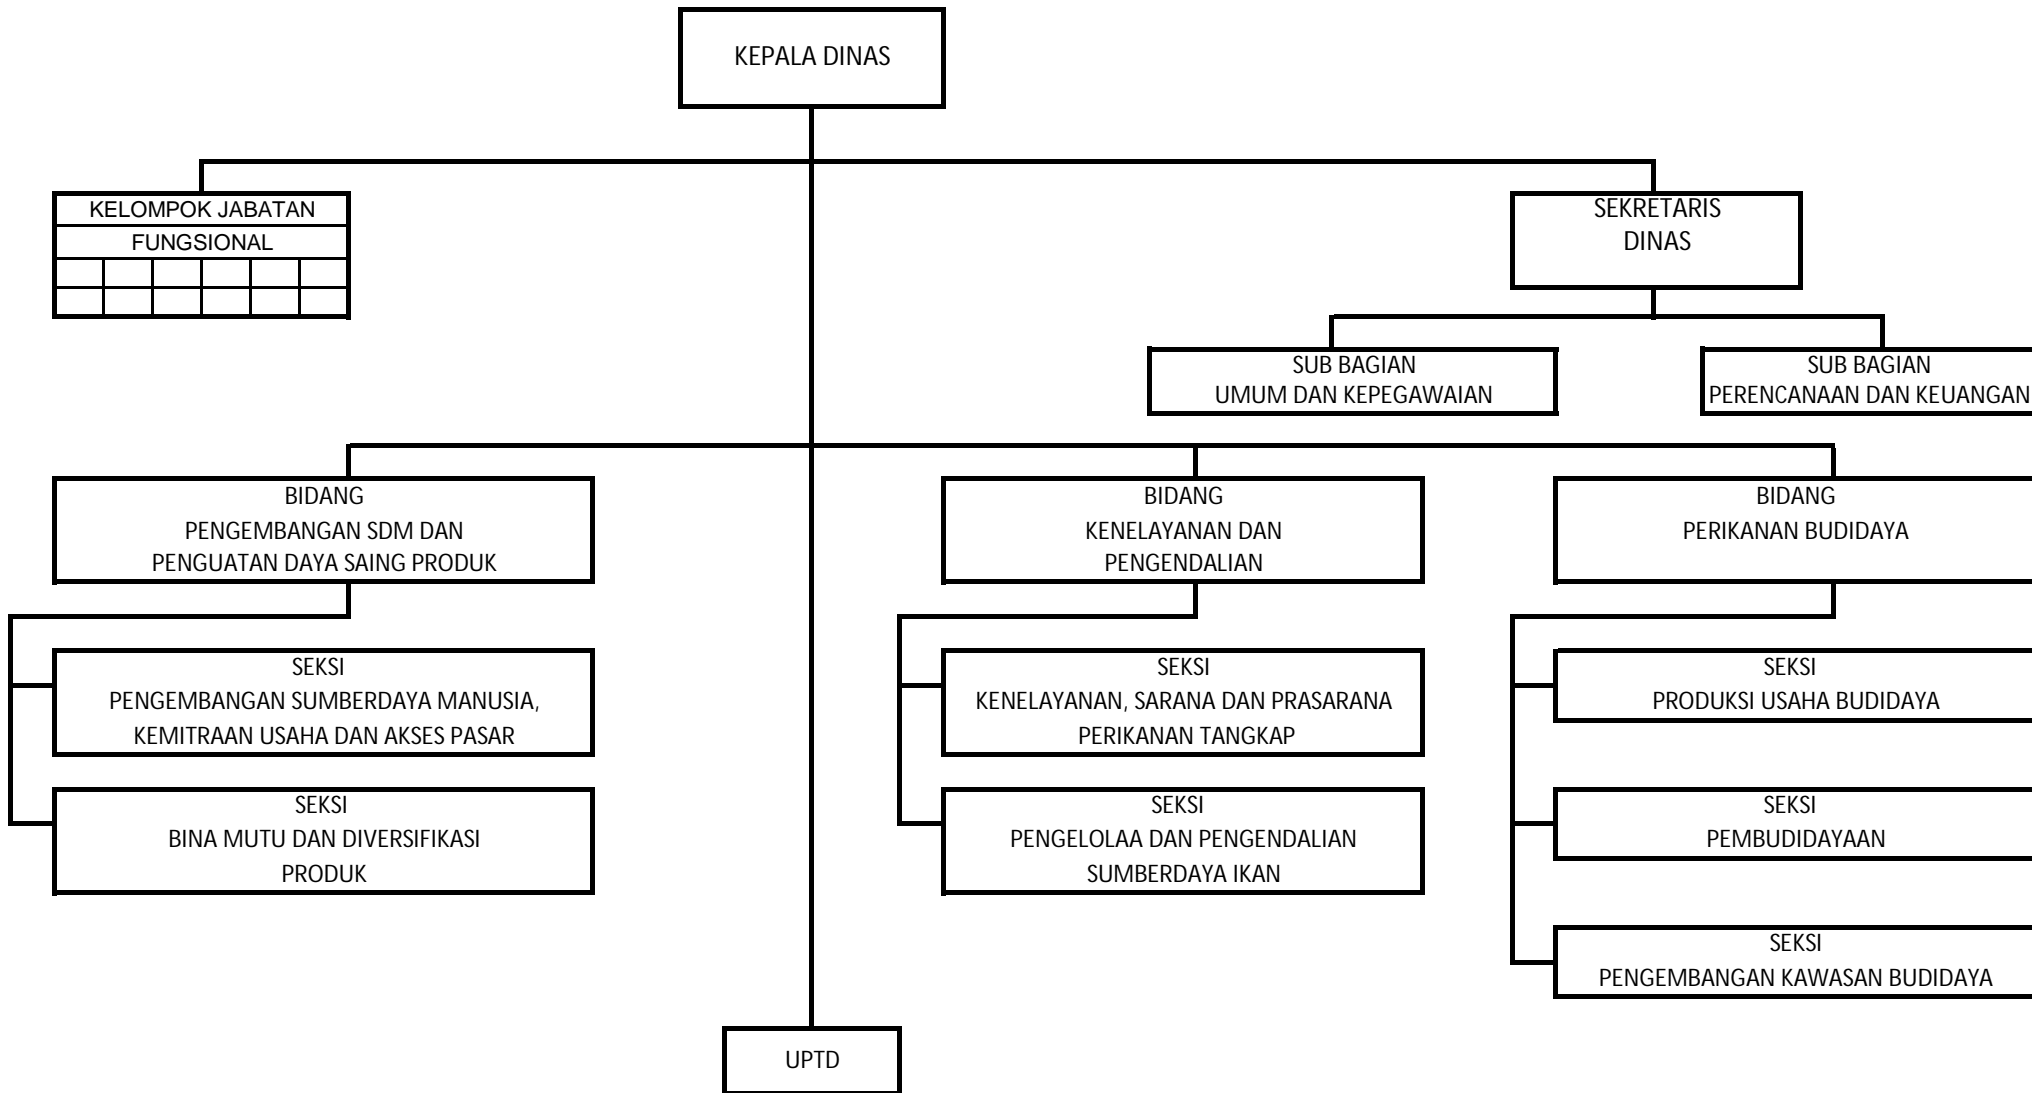 KEPALA DINAS
KELOMPOK JABATAN
FUNGSIONAL
SEKRETARIS
DINAS
SUB BAGIAN
UMUM DAN KEPEGAWAIAN
SUB BAGIAN
PERENCANAAN DAN KEUANGAN
BIDANG
PENGEMBANGAN SDM DAN
PENGUATAN DAYA SAING PRODUK
BIDANG
KENELAYANAN DAN
PENGENDALIAN
BIDANG
PERIKANAN BUDIDAYA
SEKSI
PENGEMBANGAN SUMBERDAYA MANUSIA,
KEMITRAAN USAHA DAN AKSES PASAR
SEKSI
KENELAYANAN, SARANA DAN PRASARANA
PERIKANAN TANGKAP
SEKSI
PRODUKSI USAHA BUDIDAYA
SEKSI
BINA MUTU DAN DIVERSIFIKASI
PRODUK
SEKSI
PENGELOLAA DAN PENGENDALIAN
SUMBERDAYA IKAN
SEKSI
PEMBUDIDAYAAN
SEKSI
PENGEMBANGAN KAWASAN BUDIDAYA
UPTD